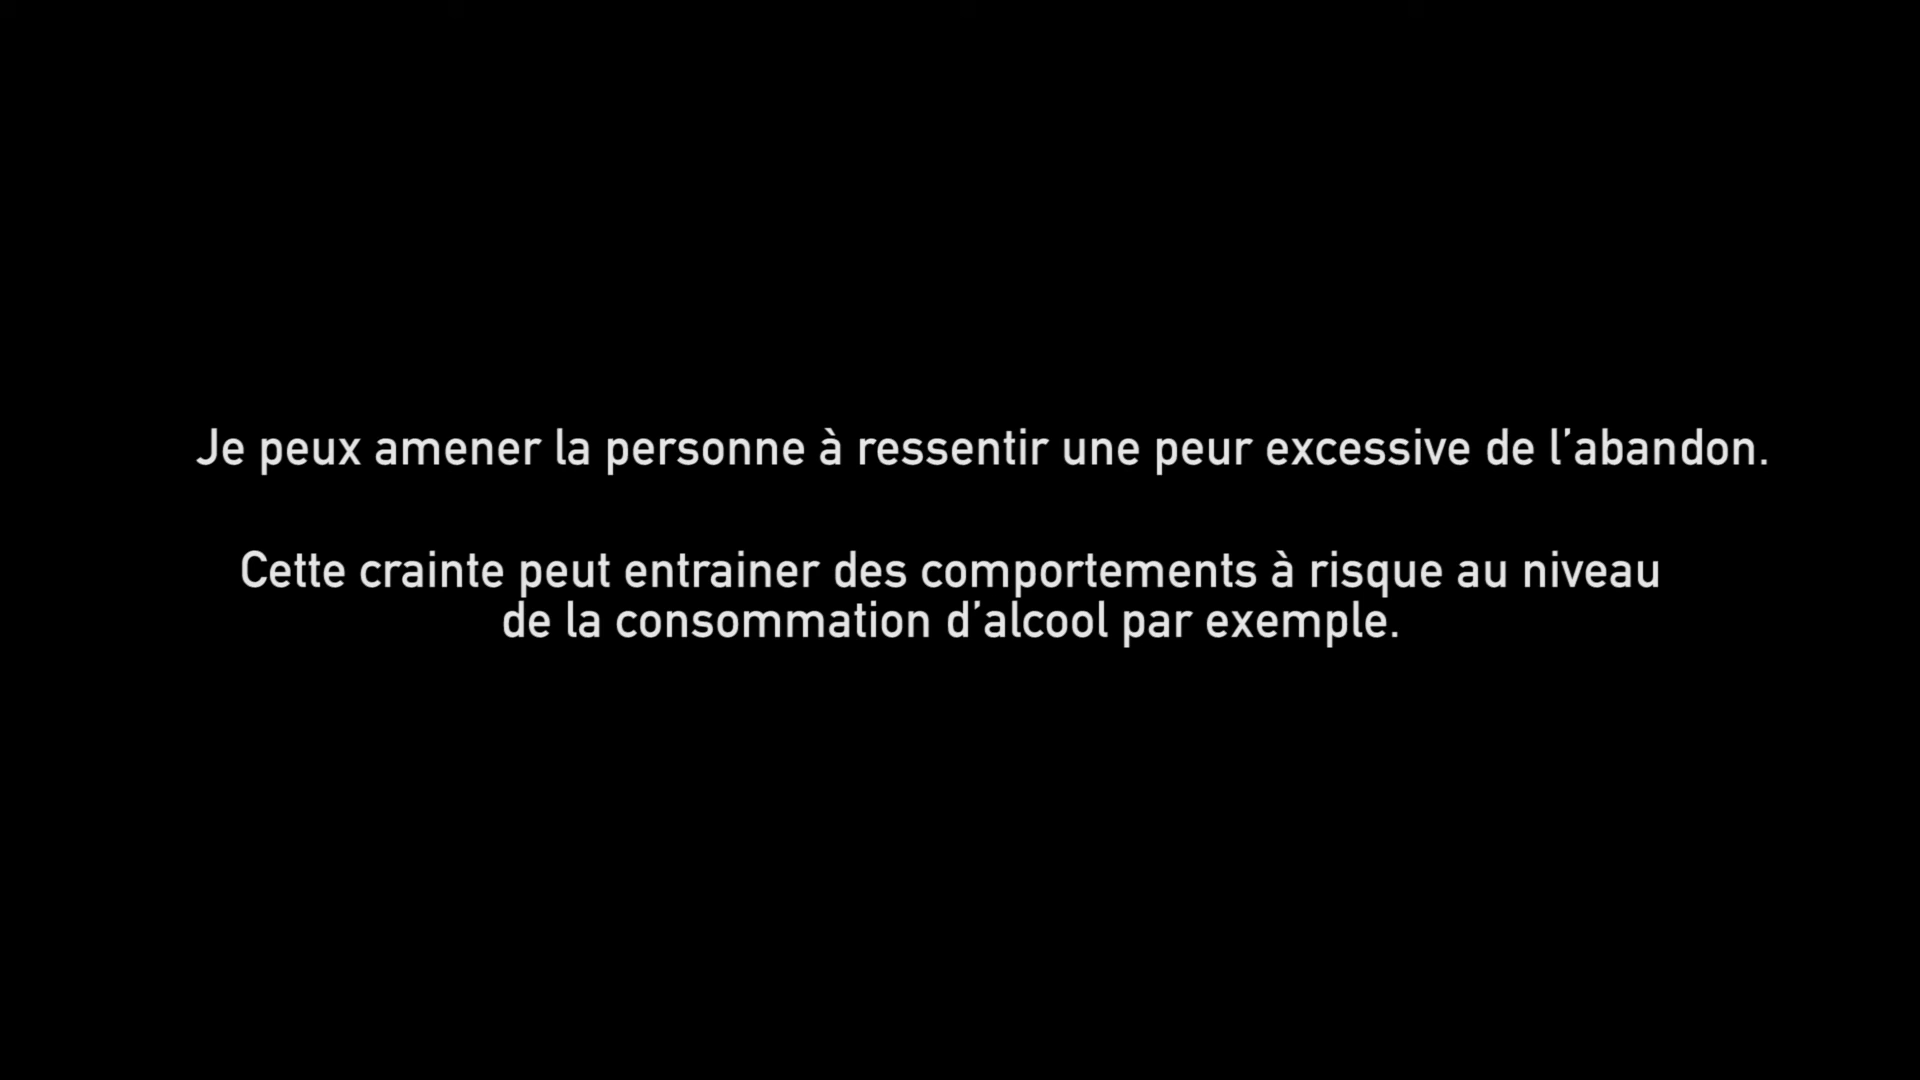 Je peux amener la personne à ressentir une peur excessive de l’abandon.
Cette crainte peut entrainer des comportements à risque au niveau
de la consommation d’alcool par exemple.